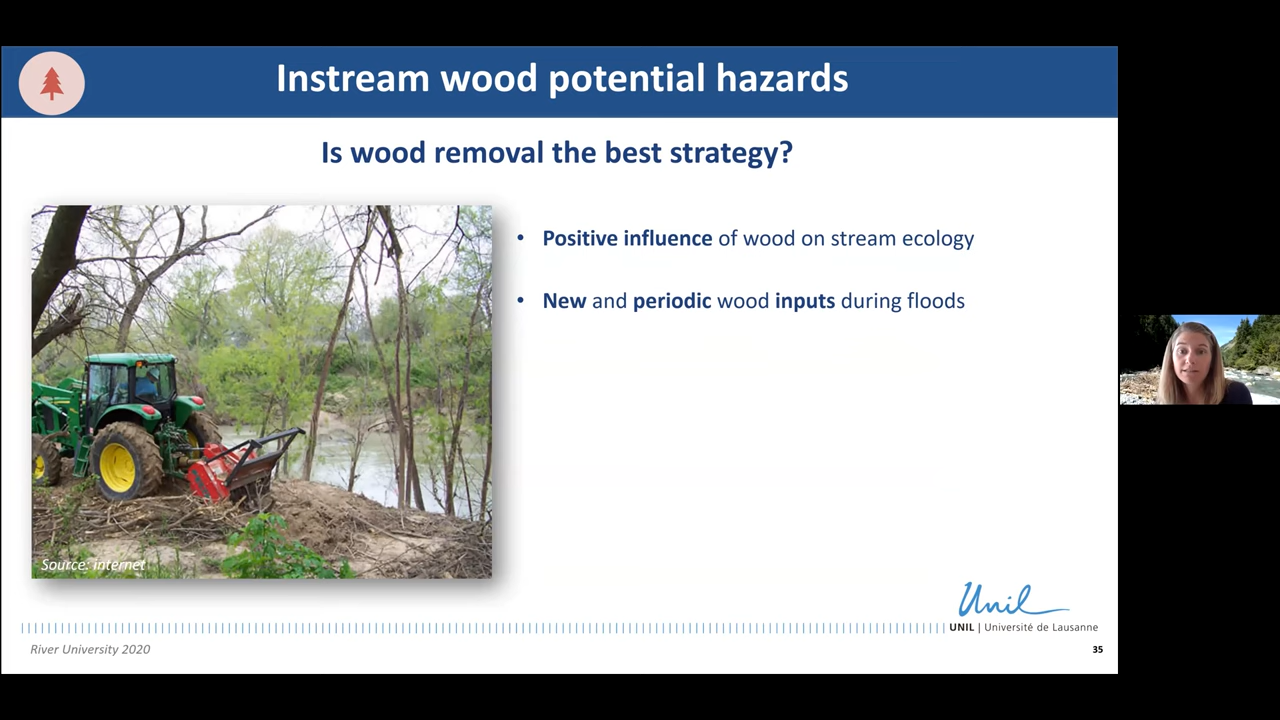 Instream wood potential hazards
Is wood removal the best strategy?
• Positive influence of wood on stream ecology
• New and periodic wood inputs during floods
Source: internet
Unil
UNIL | Université de Lausanne
River University 2020
35